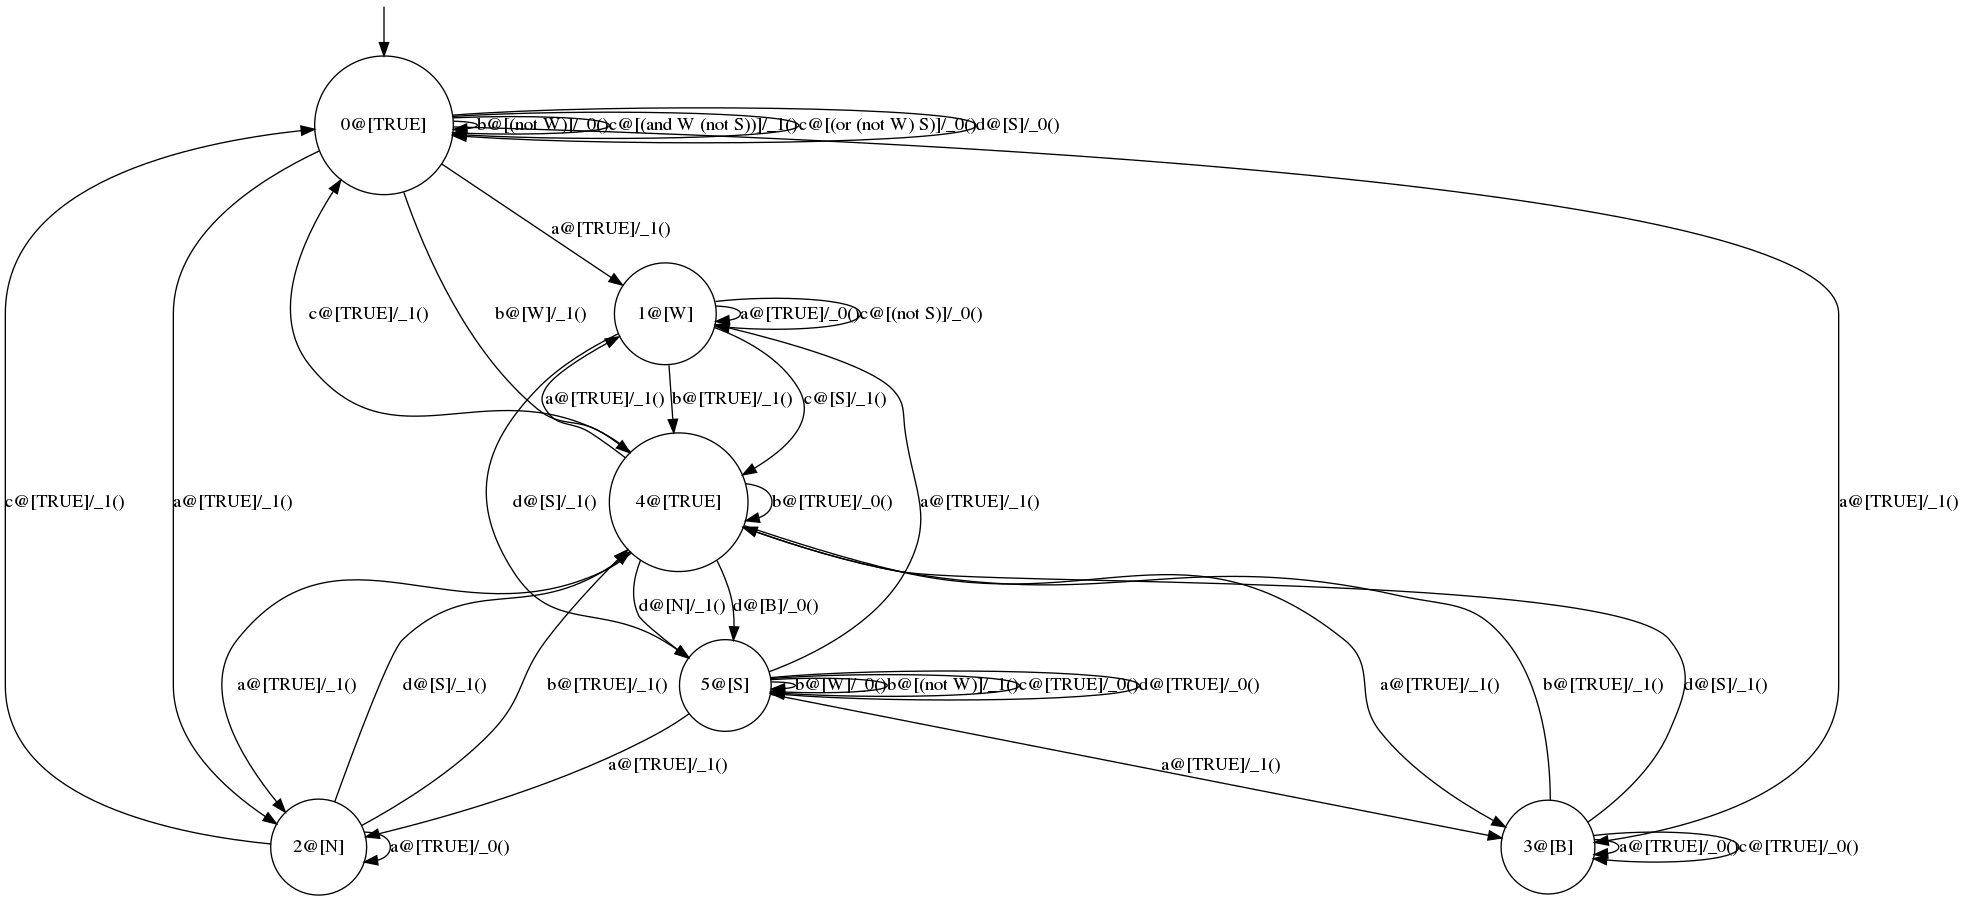 0@[TRUE]
b@[(not W)]/_0()
c@[(and W (not S))]/_1()
c@[(or (not W) S)]/_0()
d@[S]/_0()
a@[TRUE]/_1()
1@[W]
a@[TRUE]/_0()
c@[(not S)]/_0()
c@[TRUE]/_1()
b@[W]/_1()
a@[TRUE]/_1()
b@[TRUE]/_1()
c@[S]/_1()
c@[TRUE]/_1()
a@[TRUE]/_1()
d@[S]/_1()
4@[TRUE]
b@[TRUE]/_0()
a@[TRUE]/_1()
a@[TRUE]/_1()
d@[N]/_1()
d@[B]/_0()
a@[TRUE]/_1()
d@[S]/_1()
b@[TRUE]/_1()
5@[S]
b@[W]/_0()
b@[(not W)]/_1()
c@[TRUE]/_0()
d@[TRUE]/_0()
a@[TRUE]/_1()
b@[TRUE]/_1()
d@[S]/_1()
a@[TRUE]/_1()
a@[TRUE]/_1()
2@[N]
a@[TRUE]/_0()
3@[B]
a@[TRUE]/_0()
c@[TRUE]/_0()